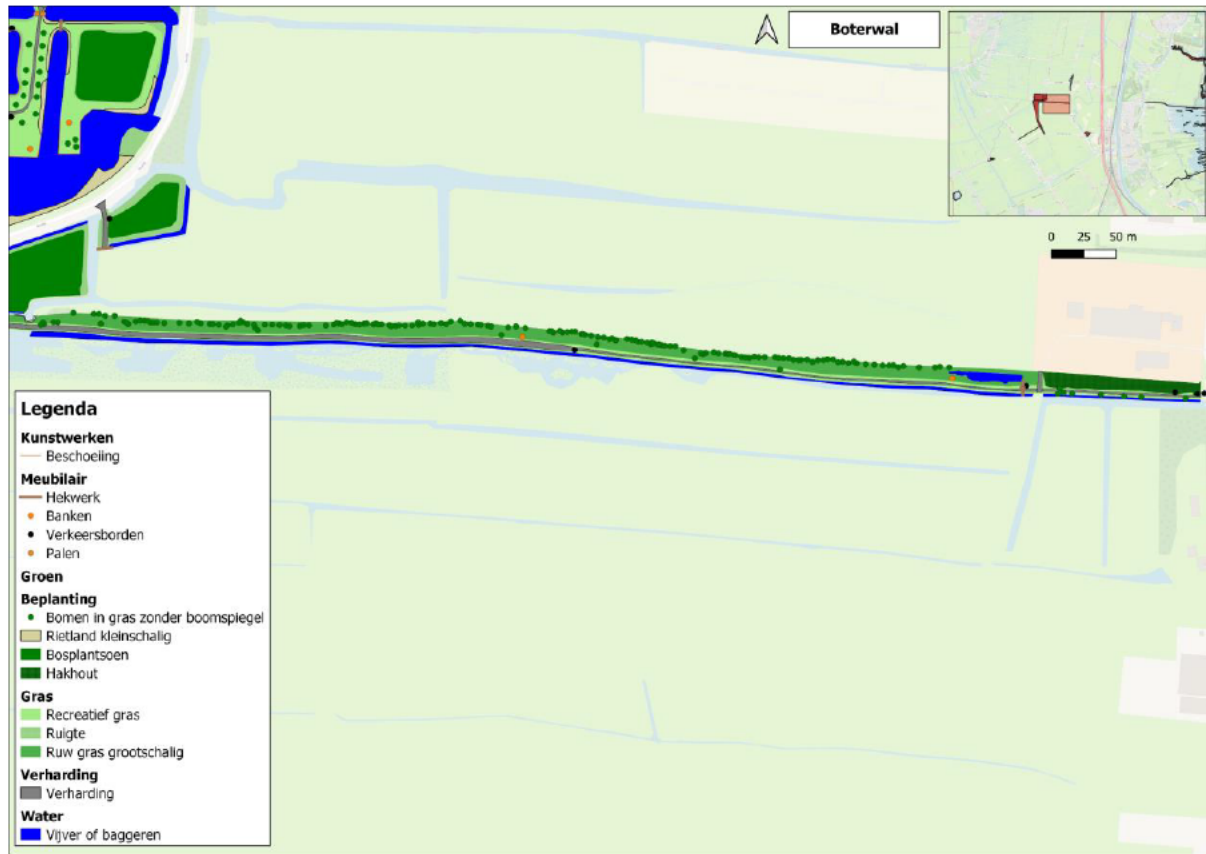 Boterwal
0 25 50 m
Legenda
Kunstwerken
Beschoeiing
Meubilair
Hekwerk
Banken
Verkeersborden
Palen
Groen
Beplanting
Bomen in gras zonder boomspiegel
Rietland kleinschalig
Bosplantsoen
Hakhout
Gras
Recreatief gras
Ruigte
Ruw gras grootschalig
Verharding
Verharding
Water
Vijver of baggeren